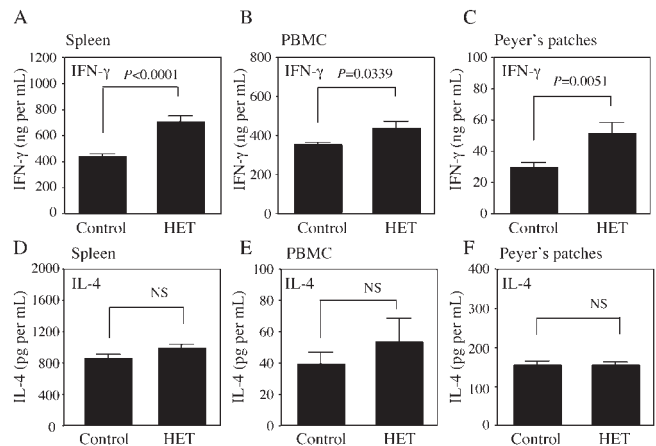 A
Spleen
IFN-γ
P<0.0001
IFN-γ (ng per mL)
1200
1000
800
600
400
200
0
Control HET
B
PBMC
IFN-γ
P=0.0339
IFN-γ (ng per mL)
800
600
400
200
0
Control HET
C
Peyer's patches
IFN-γ
P=0.0051
IFN-γ (ng per mL)
100
80
60
40
20
0
Control HET
D
Spleen
IL-4
NS
IL-4 (pg per mL)
2000
1600
1200
800
400
0
Control HET
E
PBMC
IL-4
NS
IL-4 (pg per mL)
100
80
60
40
20
0
Control HET
F
Peyer's patches
IL-4
NS
IL-4 (pg per mL)
400
300
200
100
0
Control HET